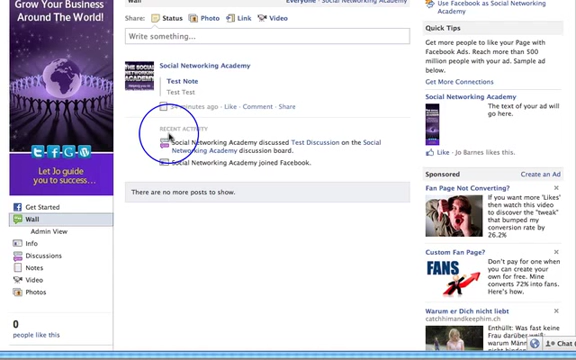 Grow Your Business
Around The World!
Let Jo guide
you to success...
Get Started
Wall
Admin View
Info
Discussions
Notes
Video
Photos
0
people like this
Wall
Everyone
Social Networking Academy
Share: Status Photo Link Video
Write something...
Social Networking Academy
Test Note
Test Test
minutes ago · Like · Comment · Share
RECENT ACTIVITY
Social Networking Academy discussed Test Discussion on the Social
Networking Academy discussion board.
Social Networking Academy joined Facebook.
There are no more posts to show.
Use Facebook as Social Networking
Academy
Quick Tips
Get more people to like your Page with
Facebook Ads. Reach more than 500
million people with your ad. Sample ad:
Get More Connections
Social Networking Academy
The text of your ad will
go here.
Like · Jo Barnes likes this.
Sponsored Create an Ad
Fan Page Not Converting?
If you want more 'Likes'
then watch this video
to discover the "tweak"
that bumped my
conversion rate by
26.2%
Custom Fan Page?
FANS
Don't pay for one when
you can create your
own for free. Mine
converts 72% into fans.
Here's how.
Warum er Dich nicht liebt
catchhimandkeephim.ch
Enthüllt: Was fast keine
Frau darüber weiß,
Chat